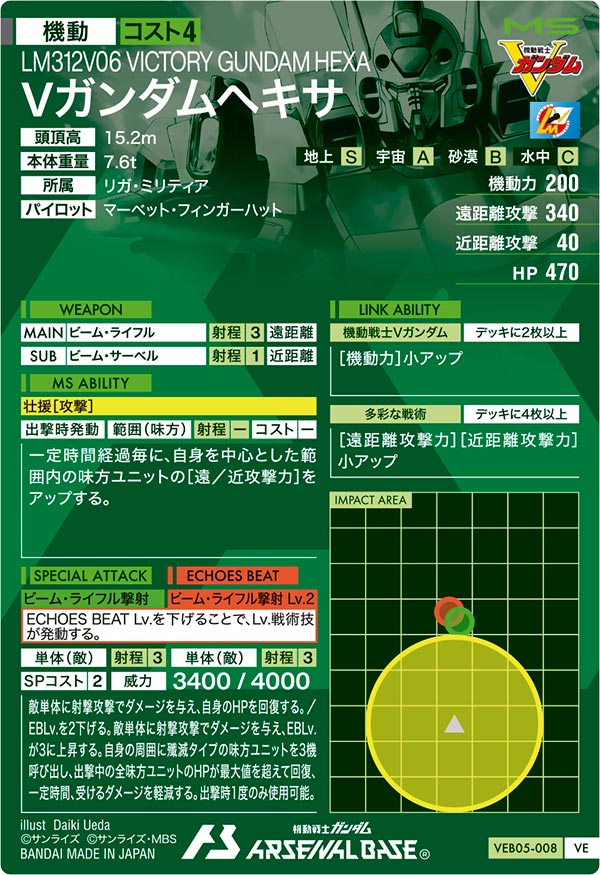 機動 コスト4
MS
機動戦士
Vガンダム
LM312V06 VICTORY GUNDAM HEXA
Vガンダムヘキサ
LM
頭頂高 15.2m
本体重量 7.6t
所属 リガ・ミリティア
パイロット マーベット・フィンガーハット
地上 S 宇宙 A 砂漠 B 水中 C
機動力 200
遠距離攻撃 340
近距離攻撃 40
HP 470
WEAPON
MAIN ビーム・ライフル 射程 3 遠距離
SUB ビーム・サーベル 射程 1 近距離
MS ABILITY
壮援[攻撃]
出撃時発動 範囲(味方) 射程 ー コスト ー
一定時間経過毎に、自身を中心とした範
囲内の味方ユニットの[遠/近攻撃力]を
アップする。
LINK ABILITY
機動戦士Vガンダム デッキに2枚以上
[機動力]小アップ
多彩な戦術 デッキに4枚以上
[遠距離攻撃力][近距離攻撃力]
小アップ
IMPACT AREA
SPECIAL ATTACK ECHOES BEAT
ビーム・ライフル撃射 ビーム・ライフル撃射 Lv.2
ECHOES BEAT Lv.を下げることで、Lv.戦術技
が発動する。
単体(敵) 射程 3 単体(敵) 射程 3
SPコスト 2 威力 3400 / 4000
敵単体に射撃攻撃でダメージを与え、自身のHPを回復する。/
EBLv.を2下げる。敵単体に射撃攻撃でダメージを与え、EBLv.
が3に上昇する。自身の周囲に殲滅タイプの味方ユニットを3機
呼び出し、出撃中の全味方ユニットのHPが最大値を超えて回復、
一定時間、受けるダメージを軽減する。出撃時1度のみ使用可能。
illust Daiki Ueda
©サンライズ ©サンライズ・MBS
BANDAI MADE IN JAPAN
機動戦士ガンダム
AB ARSENAL BASE ®
VEB05-008 VE